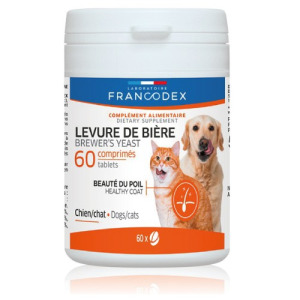 LABORATOIRE
FRANCODEX
COMPLÉMENT ALIMENTAIRE
DIETARY SUPPLEMENT
LEVURE DE BIÈRE
BREWER'S YEAST
60 comprimés
tablets
BEAUTÉ DU POIL
HEALTHY COAT
Chien/chat • Dogs/cats
60 x